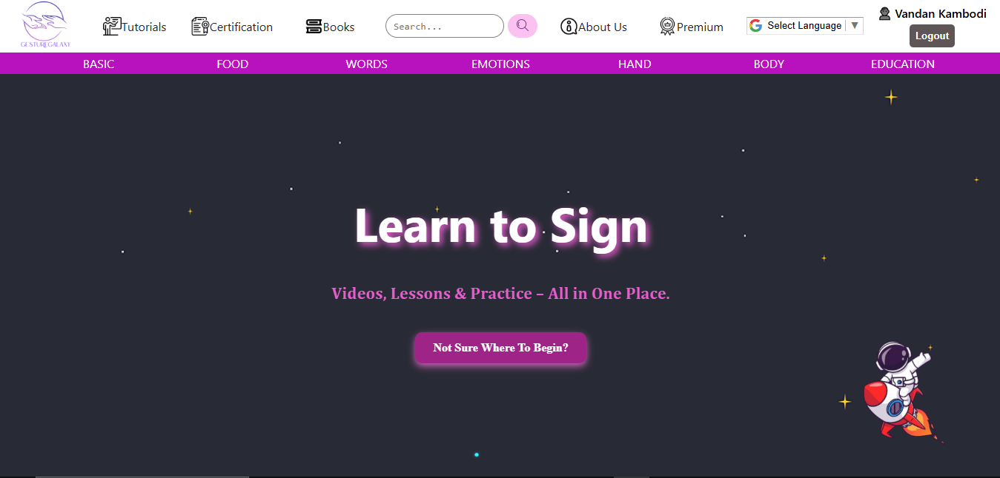 GESTUREGALAXY
Tutorials
Certification
Books
Search...
About Us
Premium
Select Language ▼
Vandan Kambodi
Logout
BASIC
FOOD
WORDS
EMOTIONS
HAND
BODY
EDUCATION
Learn to Sign
Videos, Lessons & Practice – All in One Place.
Not Sure Where To Begin?